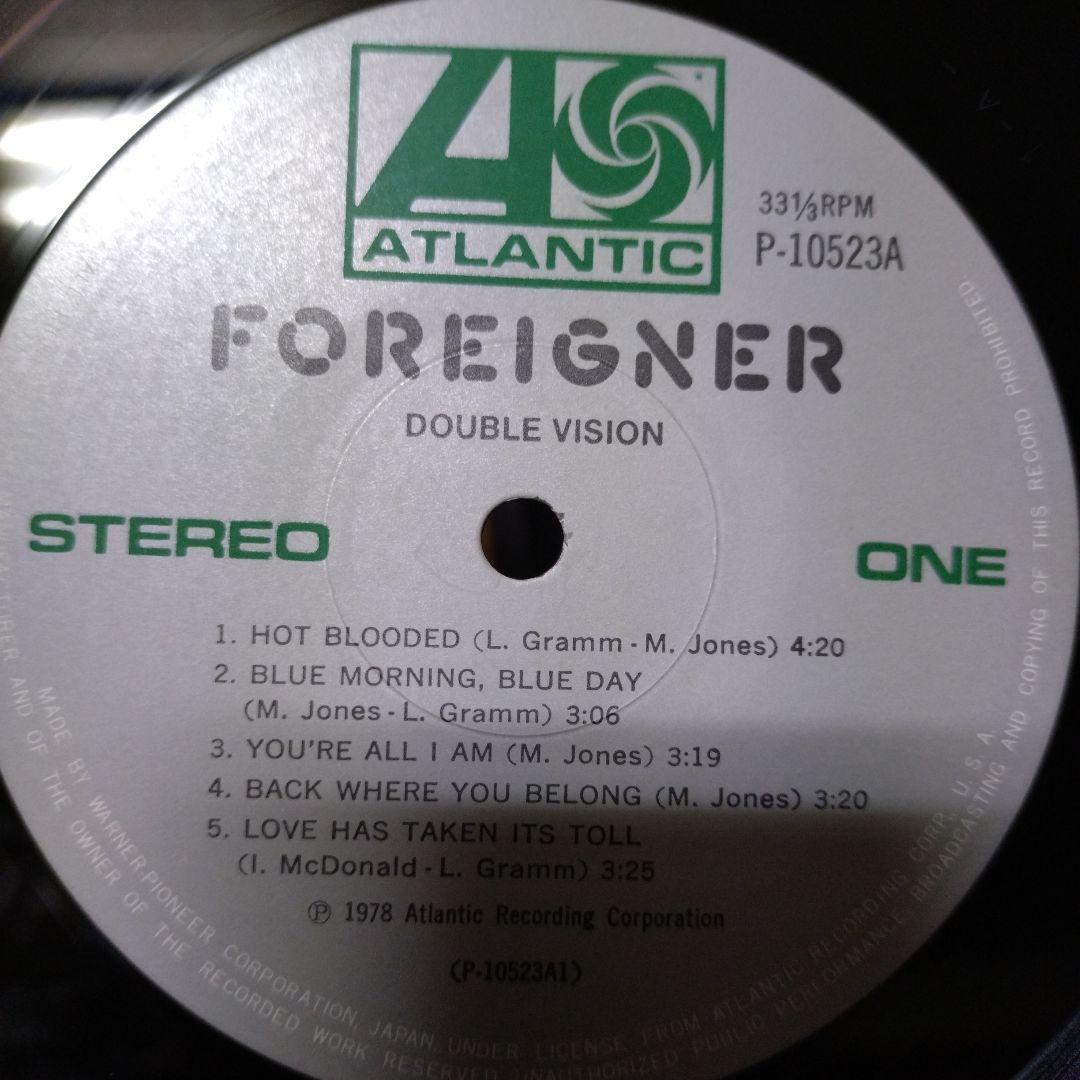 ATLANTIC
33⅓RPM
P-10523A
FOREIGNER
DOUBLE VISION
STEREO
ONE
1. HOT BLOODED (L. Gramm - M. Jones) 4:20
2. BLUE MORNING, BLUE DAY
(M. Jones - L. Gramm) 3:06
3. YOU'RE ALL I AM (M. Jones) 3:19
4. BACK WHERE YOU BELONG (M. Jones) 3:20
5. LOVE HAS TAKEN ITS TOLL
(I. McDonald - L. Gramm) 3:25
℗ 1978 Atlantic Recording Corporation
(P-10523A1)
MADE BY WARNER-PIONEER CORPORATION, JAPAN, UNDER LICENSE FROM ATLANTIC RECORDING CORP., U. S. A.
AND OF THE OWNER OF THE RECORDED WORK RESERVED UNAUTHORIZED PUBLIC PERFORMANCE, BROADCASTING AND COPYING OF THIS RECORD PROHIBITED